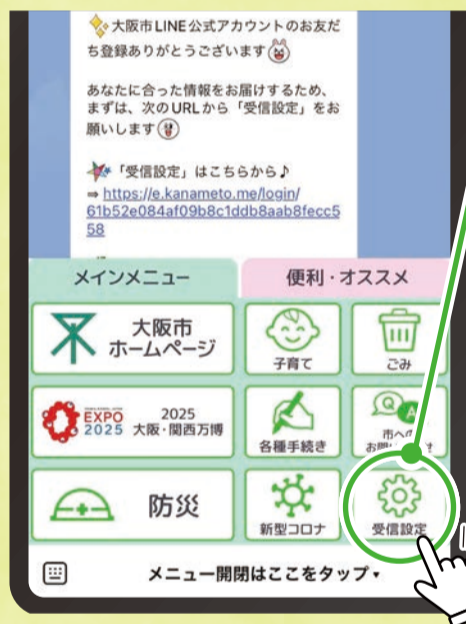 大阪市LINE公式アカウントのお友だ
ち登録ありがとうございます
あなたに合った情報をお届けするため、
まずは、次のURLから「受信設定」をお
願いします
「受信設定」はこちらから♪
⇒ https://e.kanameto.me/login/
61b52e084af09b8c1ddb8aab8fecc5
58
メインメニュー
便利・オススメ
大阪市
ホームページ
子育て
ごみ
EXPO
2025
2025
大阪・関西万博
各種手続き
Q
A
市への
防災
新型コロナ
受信設定
メニュー開閉はここをタップ▾